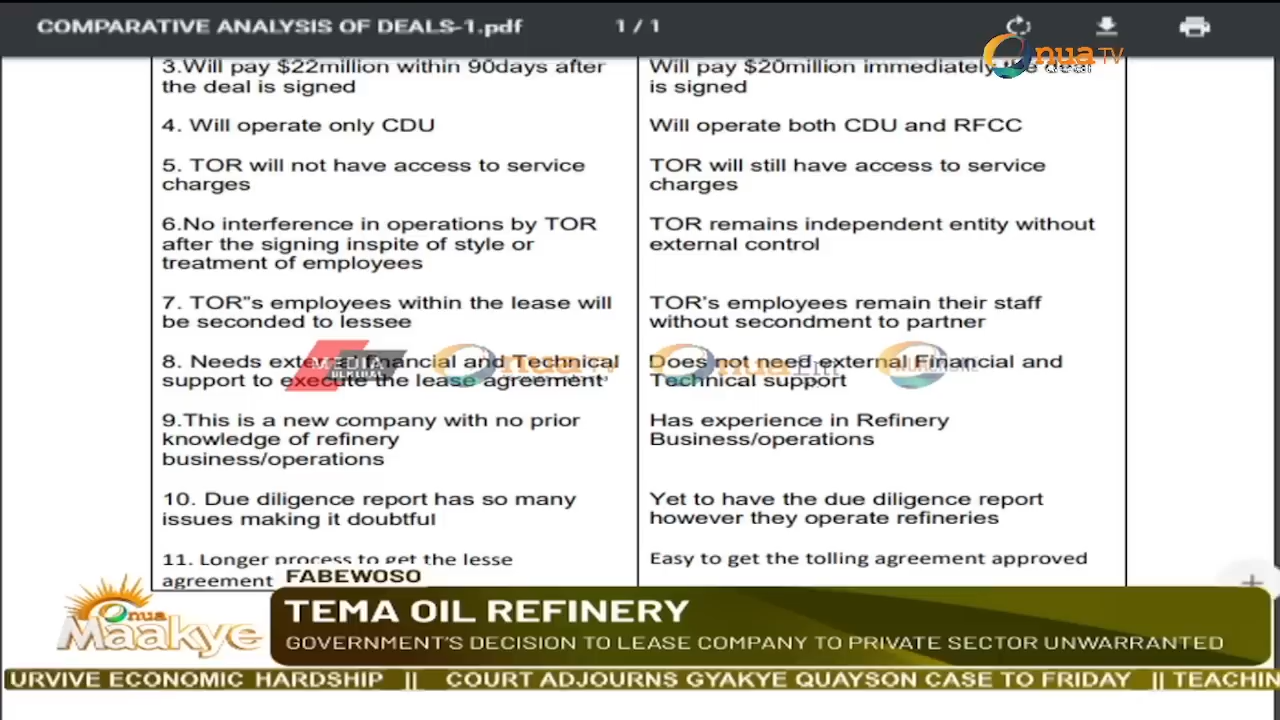 COMPARATIVE ANALYSIS OF DEALS-1.pdf
1 / 1
Onua TV
3.Will pay $22million within 90days after
the deal is signed
Will pay $20million immediately
is signed
4. Will operate only CDU
Will operate both CDU and RFCC
5. TOR will not have access to service
charges
TOR will still have access to service
charges
6.No interference in operations by TOR
after the signing inspite of style or
treatment of employees
TOR remains independent entity without
external control
7. TOR"s employees within the lease will
be seconded to lessee
TOR's employees remain their staff
without secondment to partner
8. Needs external financial and Technical
support to execute the lease agreement
Does not need external Financial and
Technical support
MEDIA
GENERAL
Onua TV
Onua
9.This is a new company with no prior
knowledge of refinery
business/operations
Has experience in Refinery
Business/operations
10. Due diligence report has so many
issues making it doubtful
Yet to have the due diligence report
however they operate refineries
11. Longer process to get the lesse
agreement
Easy to get the tolling agreement approved
FABEWOSO
Onua
Maakye
TEMA OIL REFINERY
GOVERNMENT'S DECISION TO LEASE COMPANY TO PRIVATE SECTOR UNWARRANTED
URVIVE ECONOMIC HARDSHIP || COURT ADJOURNS GYAKYE QUAYSON CASE TO FRIDAY || TEACHIN